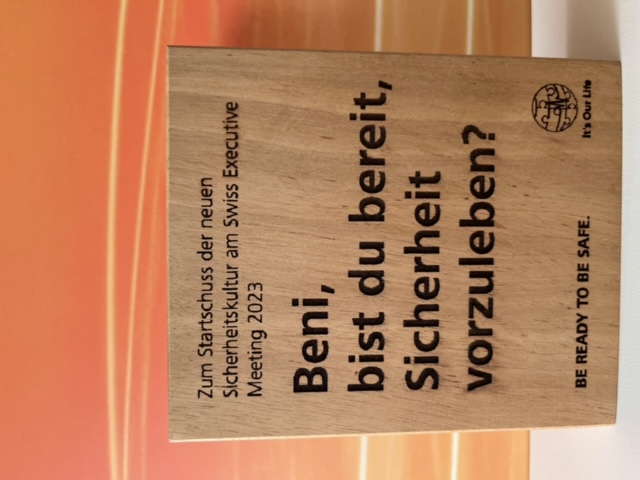 Zum Startschuss der neuen
Sicherheitskultur am Swiss Executive
Meeting 2023
Beni,
bist du bereit,
Sicherheit
vorzuleben?
BE READY TO BE SAFE.
It's Our Life